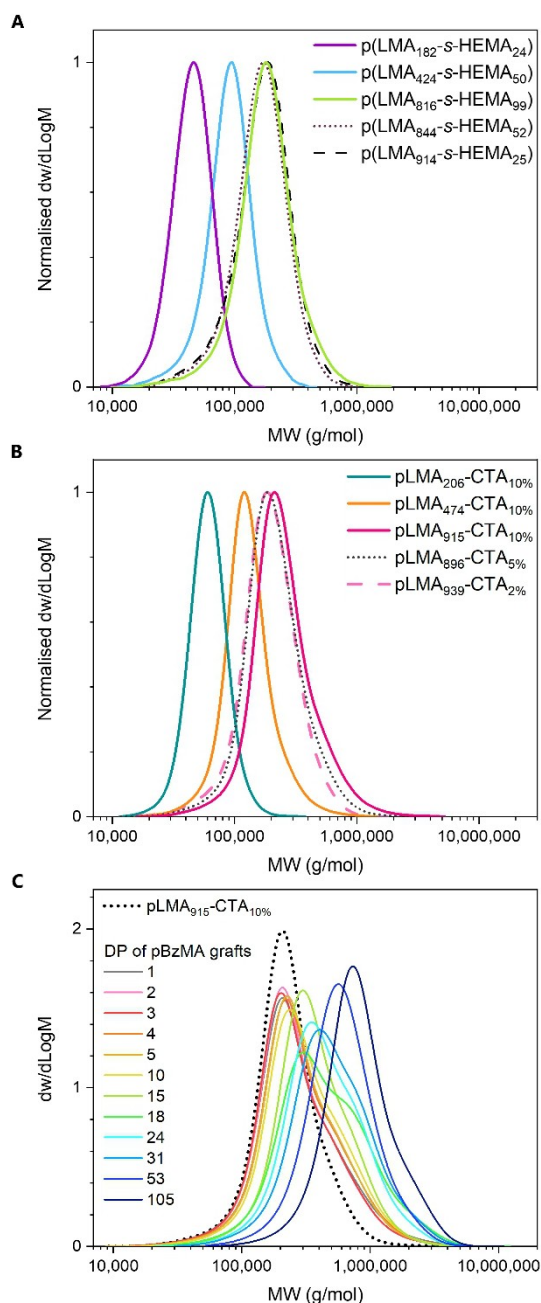 A
p(LMA₁₈₂-s-HEMA₂₄)
p(LMA₄₂₄-s-HEMA₅₀)
p(LMA₈₁₆-s-HEMA₉₉)
p(LMA₈₄₄-s-HEMA₅₂)
p(LMA₉₁₄-s-HEMA₂₅)
Normalised dw/dLogM
1
0
10,000 100,000 1,000,000 10,000,000
MW (g/mol)
B
pLMA₂₀₆-CTA₁₀%
pLMA₄₇₄-CTA₁₀%
pLMA₉₁₅-CTA₁₀%
pLMA₈₉₆-CTA₅%
pLMA₉₃₉-CTA₂%
Normalised dw/dLogM
1
0
10,000 100,000 1,000,000 10,000,000
MW (g/mol)
C
pLMA₉₁₅-CTA₁₀%
DP of pBzMA grafts
1
2
3
4
5
10
15
18
24
31
53
105
dw/dLogM
2
1
0
10,000 100,000 1,000,000 10,000,000
MW (g/mol)